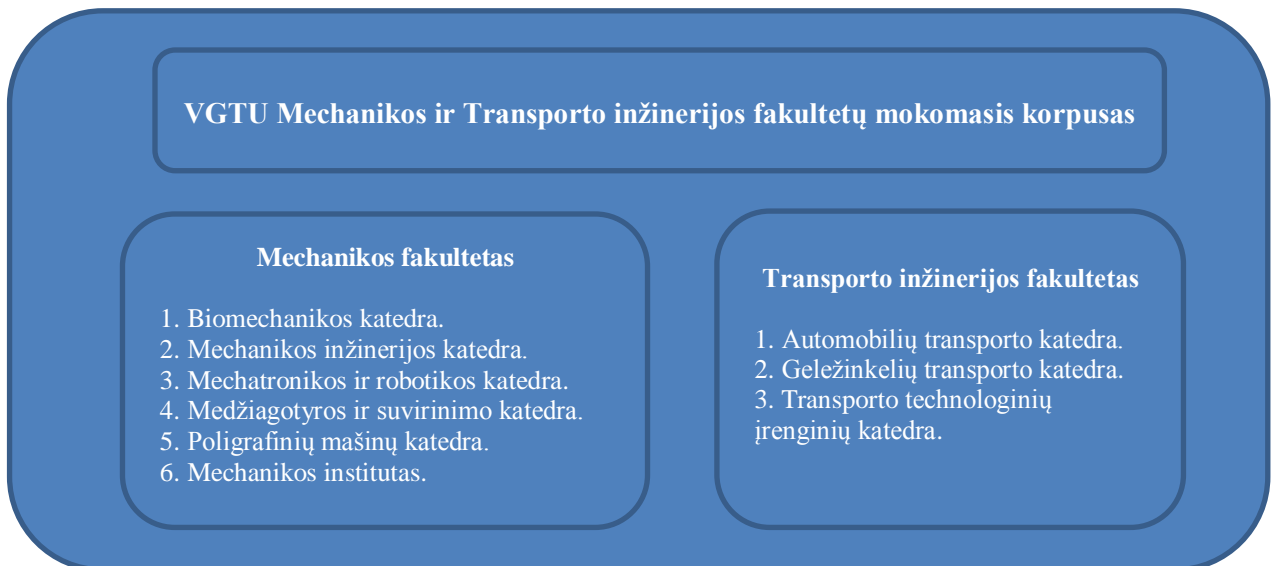 VGTU Mechanikos ir Transporto inžinerijos fakultetų mokomasis korpusas
Mechanikos fakultetas
1. Biomechanikos katedra.
2. Mechanikos inžinerijos katedra.
3. Mechatronikos ir robotikos katedra.
4. Medžiagotyros ir suvirinimo katedra.
5. Poligrafinių mašinų katedra.
6. Mechanikos institutas.
Transporto inžinerijos fakultetas
1. Automobilių transporto katedra.
2. Geležinkelių transporto katedra.
3. Transporto technologinių
įrenginių katedra.